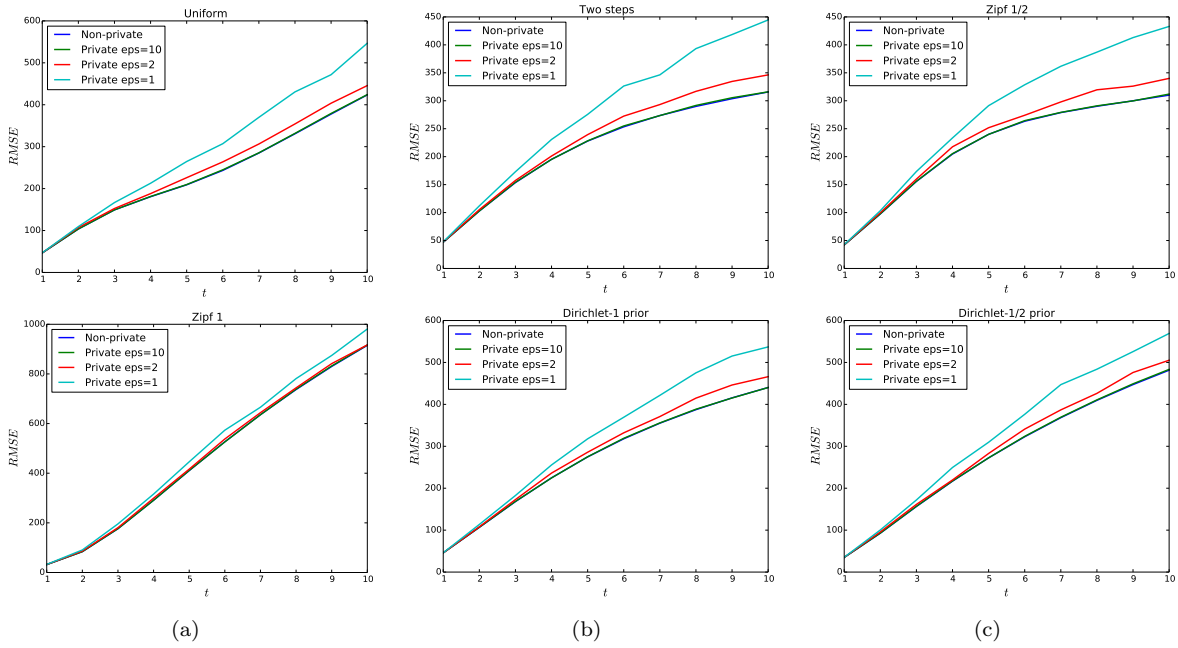 Uniform
600
500
400
300
200
100
0
RMSE
Non-private
Private eps=10
Private eps=2
Private eps=1
1 2 3 4 5 6 7 8 9 10
t
Two steps
450
400
350
300
250
200
150
100
50
0
RMSE
Non-private
Private eps=10
Private eps=2
Private eps=1
1 2 3 4 5 6 7 8 9 10
t
Zipf 1/2
450
400
350
300
250
200
150
100
50
0
RMSE
Non-private
Private eps=10
Private eps=2
Private eps=1
1 2 3 4 5 6 7 8 9 10
t
Zipf 1
1000
800
600
400
200
0
RMSE
Non-private
Private eps=10
Private eps=2
Private eps=1
1 2 3 4 5 6 7 8 9 10
t
Dirichlet-1 prior
600
500
400
300
200
100
0
RMSE
Non-private
Private eps=10
Private eps=2
Private eps=1
1 2 3 4 5 6 7 8 9 10
t
Dirichlet-1/2 prior
600
500
400
300
200
100
0
RMSE
Non-private
Private eps=10
Private eps=2
Private eps=1
1 2 3 4 5 6 7 8 9 10
t
(a)
(b)
(c)